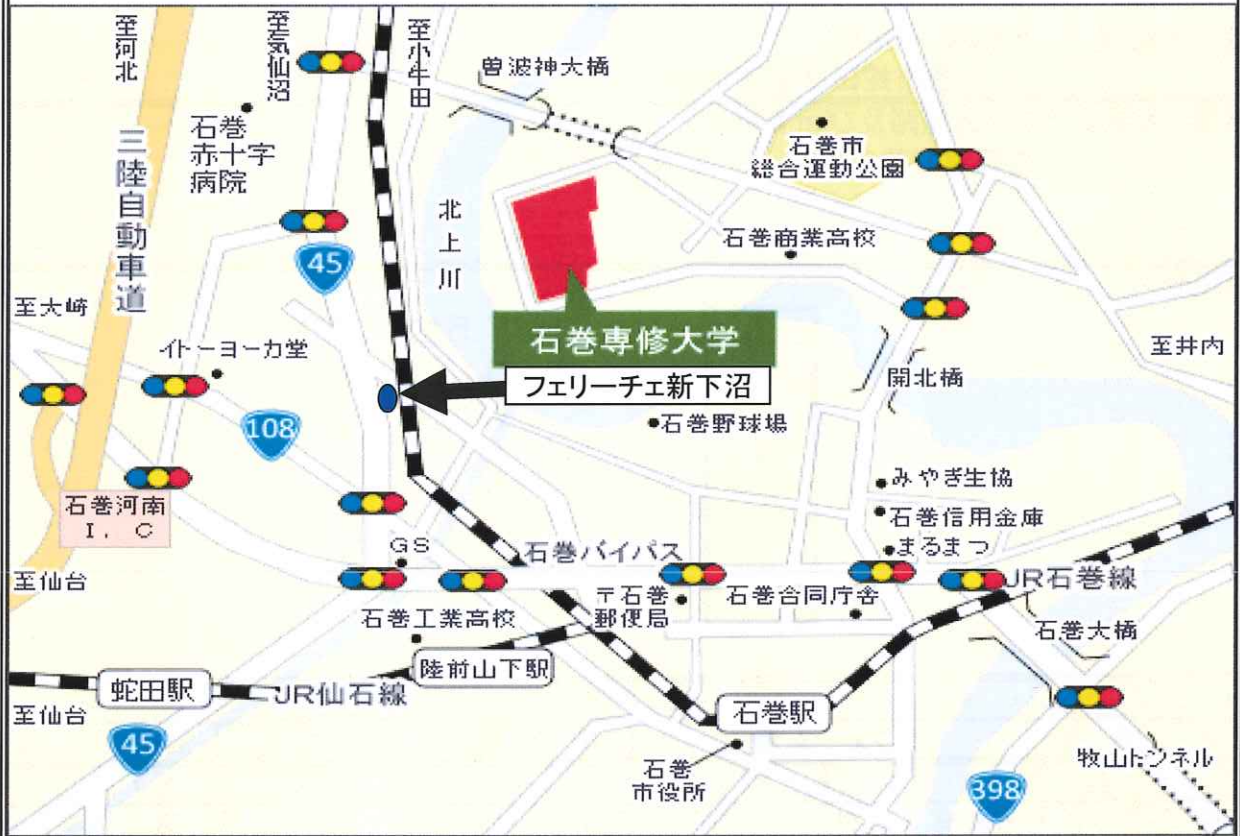 至河北
至気仙沼
至小牛田
曽波神大橋
石巻
赤十字
病院
石巻市
総合運動公園
三陸自動車道
北上川
石巻商業高校
45
至大崎
イトーヨーカ堂
石巻専修大学
フェリーチェ新下沼
至井内
開北橋
石巻野球場
108
石巻河南
I.C
みやぎ生協
石巻信用金庫
まるまつ
GS
石巻バイパス
至仙台
〒石巻
郵便局
石巻合同庁舎
JR石巻線
石巻工業高校
石巻大橋
陸前山下駅
蛇田駅
JR仙石線
石巻駅
至仙台
45
石巻
市役所
牧山トンネル
398